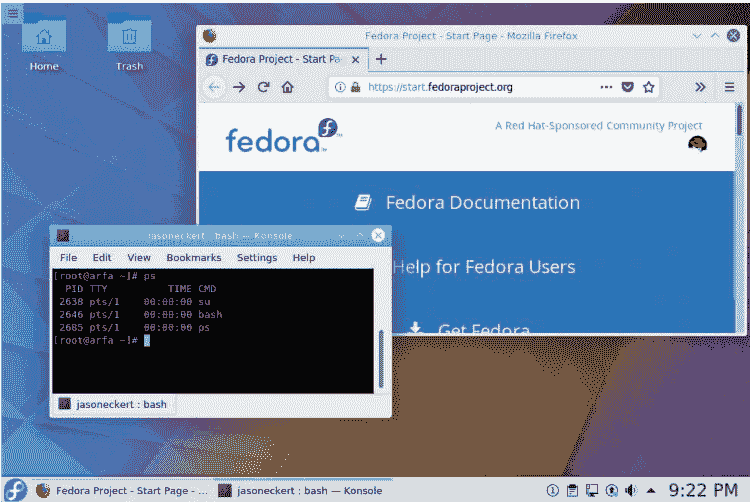 Home
Trash
Fedora Project - Start Page - Mozilla Firefox
Fedora Project - Start Pa
https://start.fedoraproject.org
fedora
A Red Hat-Sponsored Community Project
Fedora Documentation
Help for Fedora Users
Get Fedora
jasoneckert : bash — Konsole
File Edit View Bookmarks Settings Help
[root@arfa ~]# ps
PID TTY TIME CMD
2638 pts/1 00:00:00 su
2646 pts/1 00:00:00 bash
2685 pts/1 00:00:00 ps
[root@arfa ~]#
jasoneckert : bash
Fedora Project - Start Page - ...
jasoneckert : bash — Konsole
9:22 PM